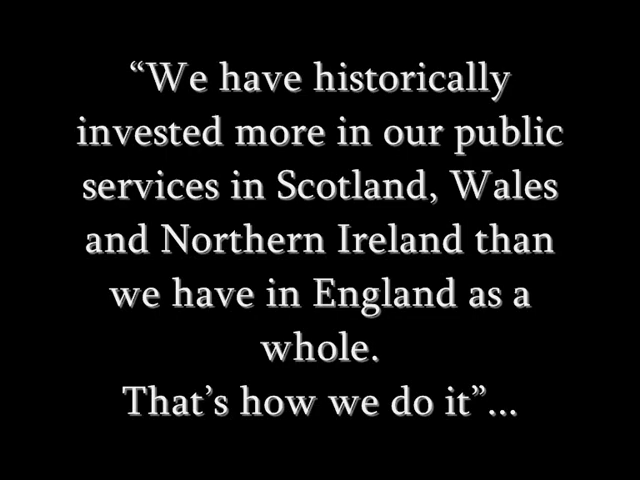 “We have historically
invested more in our public
services in Scotland, Wales
and Northern Ireland than
we have in England as a
whole.
That’s how we do it”...